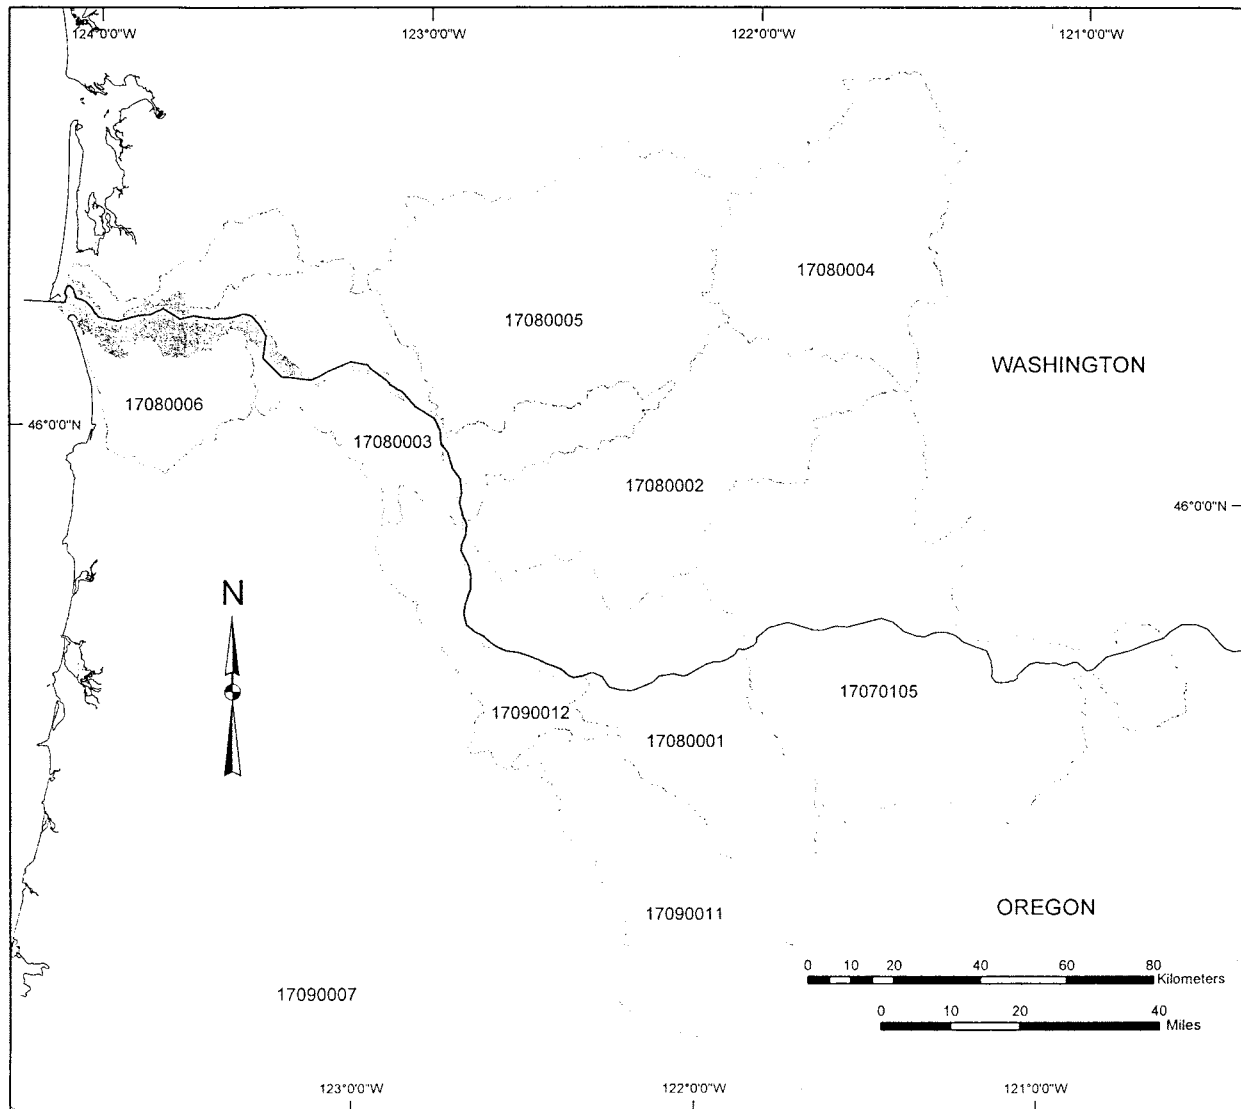 124°0'0"W 123°0'0"W 122°0'0"W 121°0'0"W
17080004
17080005
WASHINGTON
17080006
46°0'0"N
17080003
17080002
46°0'0"N
N
17070105
17090012
17080001
OREGON
17090011
0 10 20 40 60 80
Kilometers
17090007
0 10 20 40
Miles
123°0'0"W 122°0'0"W 121°0'0"W